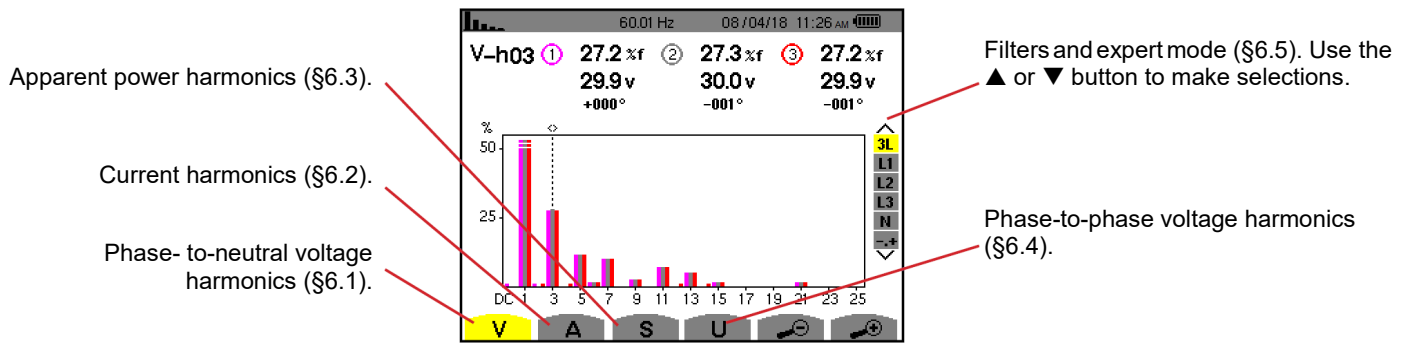 60.01 Hz 08/04/18 11:26 AM
V-h03 1 27.2 %f 2 27.3 %f 3 27.2 %f
29.9 v 30.0 v 29.9 v
+000° -001° -001°
Apparent power harmonics (§6.3).
Current harmonics (§6.2).
Phase- to-neutral voltage
harmonics (§6.1).
%
50
25
DC 1 3 5 7 9 11 13 15 17 19 21 23 25
3L
L1
L2
L3
N
-.+
V A S U
Filters and expert mode (§6.5). Use the
▲ or ▼ button to make selections.
Phase-to-phase voltage harmonics
(§6.4).